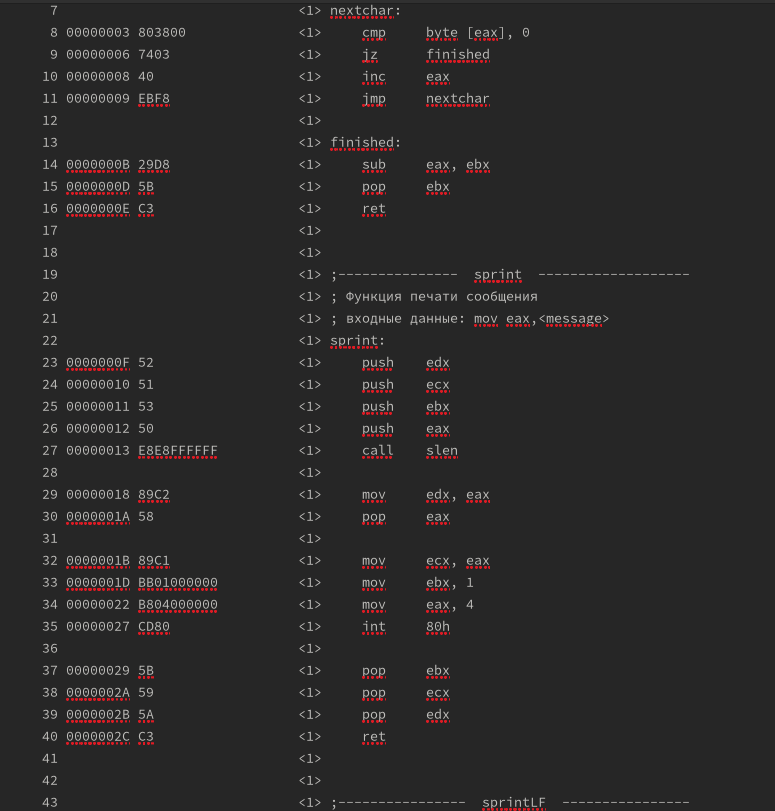 7 <1> nextchar:
8 00000003 803800 <1> cmp byte [eax], 0
9 00000006 7403 <1> jz finished
10 00000008 40 <1> inc eax
11 00000009 EBF8 <1> jmp nextchar
12 <1>
13 <1> finished:
14 0000000B 29D8 <1> sub eax, ebx
15 0000000D 5B <1> pop ebx
16 0000000E C3 <1> ret
17 <1>
18 <1>
19 <1> ;--------------- sprint -------------------
20 <1> ; Функция печати сообщения
21 <1> ; входные данные: mov eax,<message>
22 <1> sprint:
23 0000000F 52 <1> push edx
24 00000010 51 <1> push ecx
25 00000011 53 <1> push ebx
26 00000012 50 <1> push eax
27 00000013 E8E8FFFFFF <1> call slen
28 <1>
29 00000018 89C2 <1> mov edx, eax
30 0000001A 58 <1> pop eax
31 <1>
32 0000001B 89C1 <1> mov ecx, eax
33 0000001D BB01000000 <1> mov ebx, 1
34 00000022 B804000000 <1> mov eax, 4
35 00000027 CD80 <1> int 80h
36 <1>
37 00000029 5B <1> pop ebx
38 0000002A 59 <1> pop ecx
39 0000002B 5A <1> pop edx
40 0000002C C3 <1> ret
41 <1>
42 <1>
43 <1> ;---------------- sprintLF ----------------